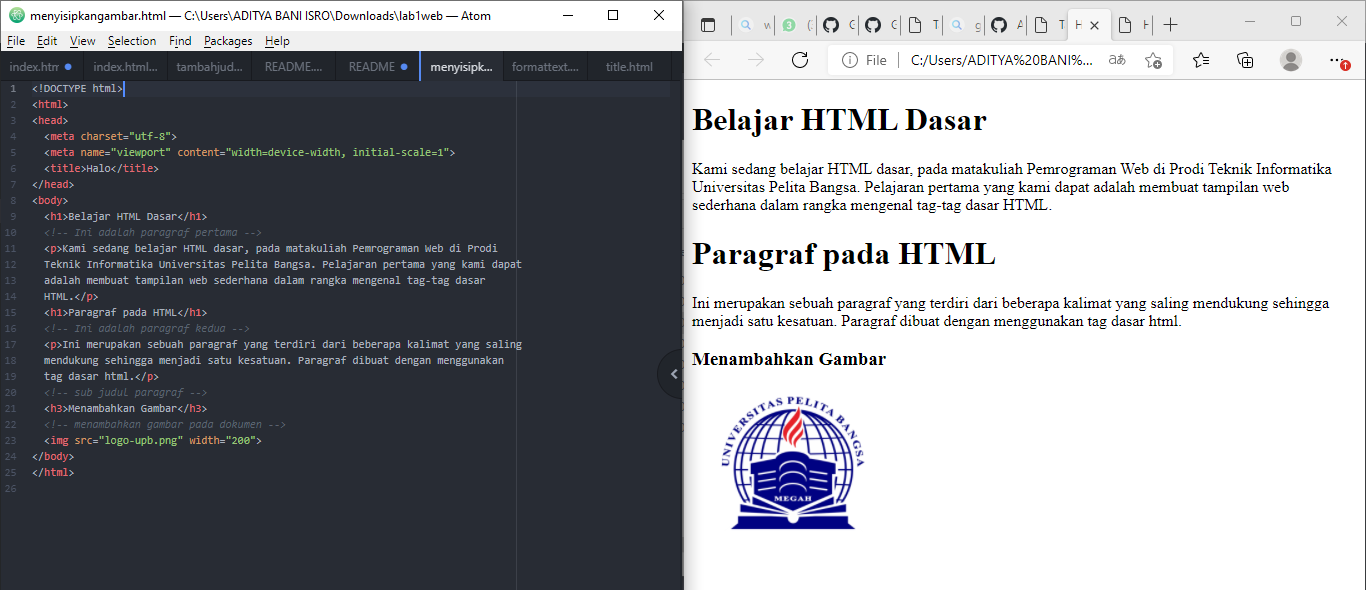 menyisipkangambar.html — C:\Users\ADITYA BANI ISRO\Downloads\lab1web — Atom
File Edit View Selection Find Packages Help
index.htr index.html... tambahjud... README.... README menyisipk... formattext.... title.html
1 <!DOCTYPE html>
2 <html>
3 <head>
4 <meta charset="utf-8">
5 <meta name="viewport" content="width=device-width, initial-scale=1">
6 <title>Halo</title>
7 </head>
8 <body>
9 <h1>Belajar HTML Dasar</h1>
10 <!-- Ini adalah paragraf pertama -->
11 <p>Kami sedang belajar HTML dasar, pada matakuliah Pemrograman Web di Prodi
12 Teknik Informatika Universitas Pelita Bangsa. Pelajaran pertama yang kami dapat
13 adalah membuat tampilan web sederhana dalam rangka mengenal tag-tag dasar
14 HTML.</p>
15 <h1>Paragraf pada HTML</h1>
16 <!-- Ini adalah paragraf kedua -->
17 <p>Ini merupakan sebuah paragraf yang terdiri dari beberapa kalimat yang saling
18 mendukung sehingga menjadi satu kesatuan. Paragraf dibuat dengan menggunakan
19 tag dasar html.</p>
20 <!-- sub judul paragraf -->
21 <h3>Menambahkan Gambar</h3>
22 <!-- menambahkan gambar pada dokumen -->
23 <img src="logo-upb.png" width="200">
24 </body>
25 </html>
26
File C:/Users/ADITYA%20BANI%... aあ
Belajar HTML Dasar
Kami sedang belajar HTML dasar, pada matakuliah Pemrograman Web di Prodi Teknik Informatika
Universitas Pelita Bangsa. Pelajaran pertama yang kami dapat adalah membuat tampilan web
sederhana dalam rangka mengenal tag-tag dasar HTML.
Paragraf pada HTML
Ini merupakan sebuah paragraf yang terdiri dari beberapa kalimat yang saling mendukung sehingga
menjadi satu kesatuan. Paragraf dibuat dengan menggunakan tag dasar html.
Menambahkan Gambar
UNIVERSITAS PELITA BANGSA
MEGAH